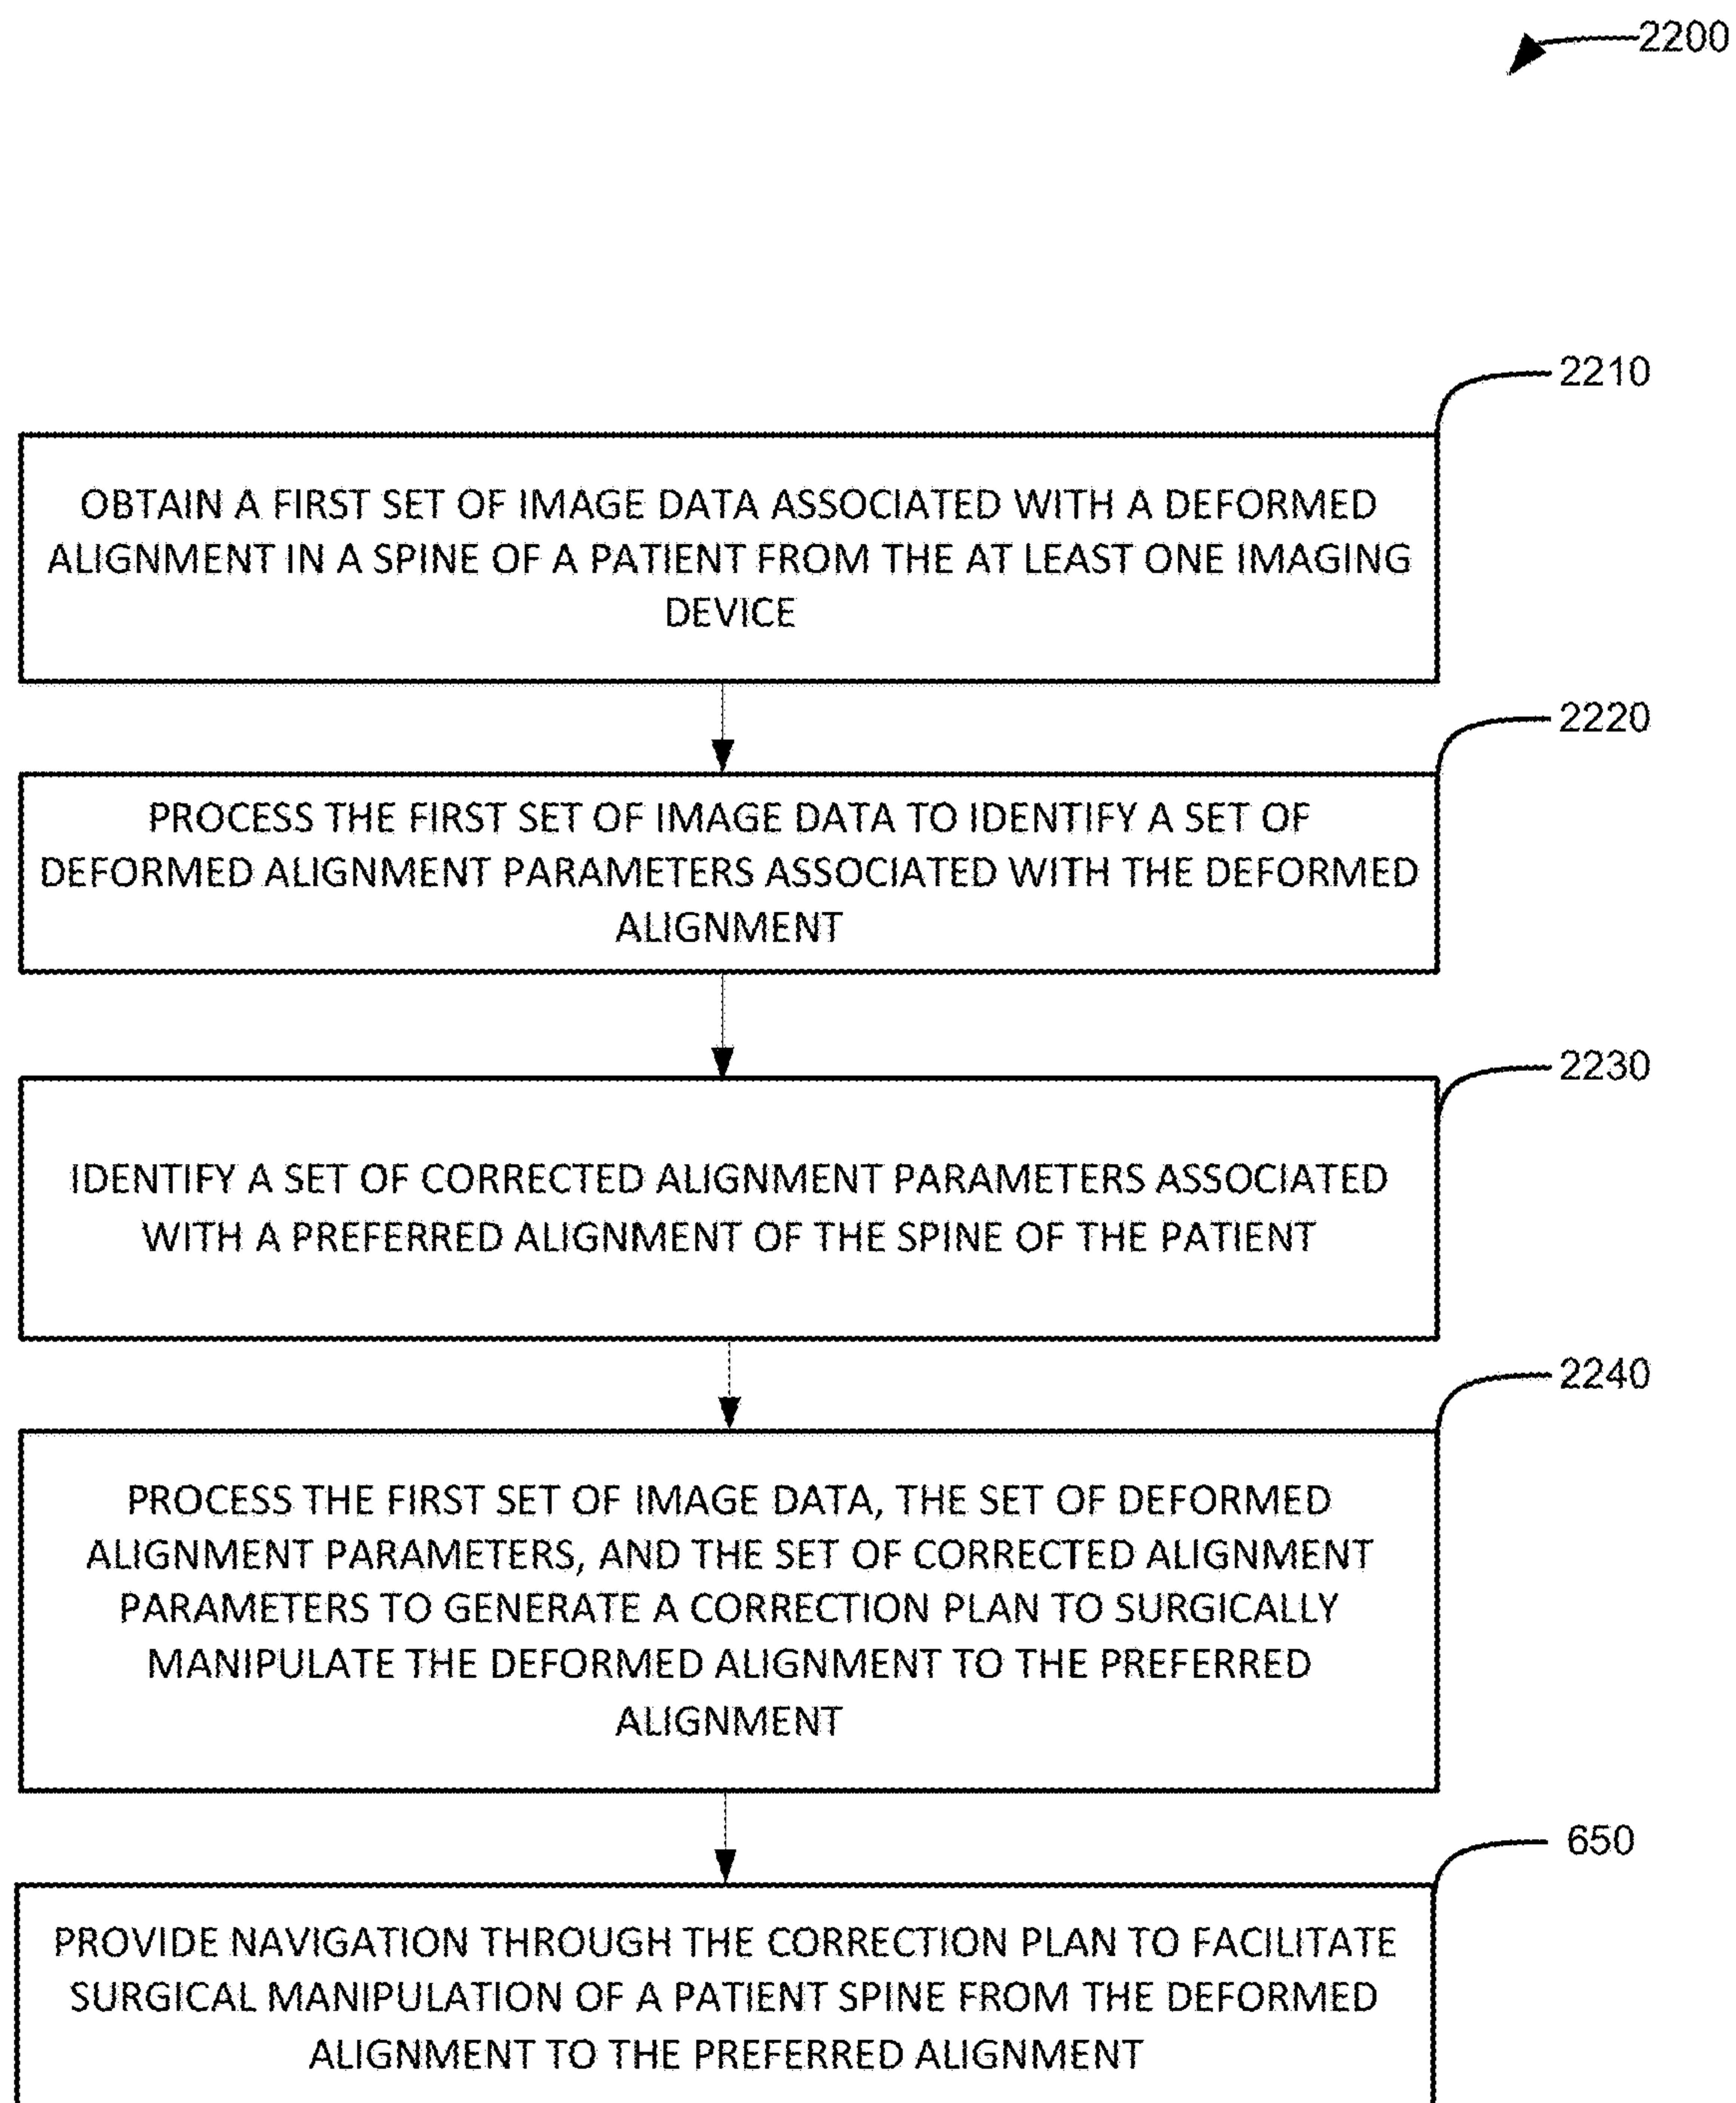 2200
2210
OBTAIN A FIRST SET OF IMAGE DATA ASSOCIATED WITH A DEFORMED
ALIGNMENT IN A SPINE OF A PATIENT FROM THE AT LEAST ONE IMAGING
DEVICE
2220
PROCESS THE FIRST SET OF IMAGE DATA TO IDENTIFY A SET OF
DEFORMED ALIGNMENT PARAMETERS ASSOCIATED WITH THE DEFORMED
ALIGNMENT
2230
IDENTIFY A SET OF CORRECTED ALIGNMENT PARAMETERS ASSOCIATED
WITH A PREFERRED ALIGNMENT OF THE SPINE OF THE PATIENT
2240
PROCESS THE FIRST SET OF IMAGE DATA, THE SET OF DEFORMED
ALIGNMENT PARAMETERS, AND THE SET OF CORRECTED ALIGNMENT
PARAMETERS TO GENERATE A CORRECTION PLAN TO SURGICALLY
MANIPULATE THE DEFORMED ALIGNMENT TO THE PREFERRED
ALIGNMENT
650
PROVIDE NAVIGATION THROUGH THE CORRECTION PLAN TO FACILITATE
SURGICAL MANIPULATION OF A PATIENT SPINE FROM THE DEFORMED
ALIGNMENT TO THE PREFERRED ALIGNMENT